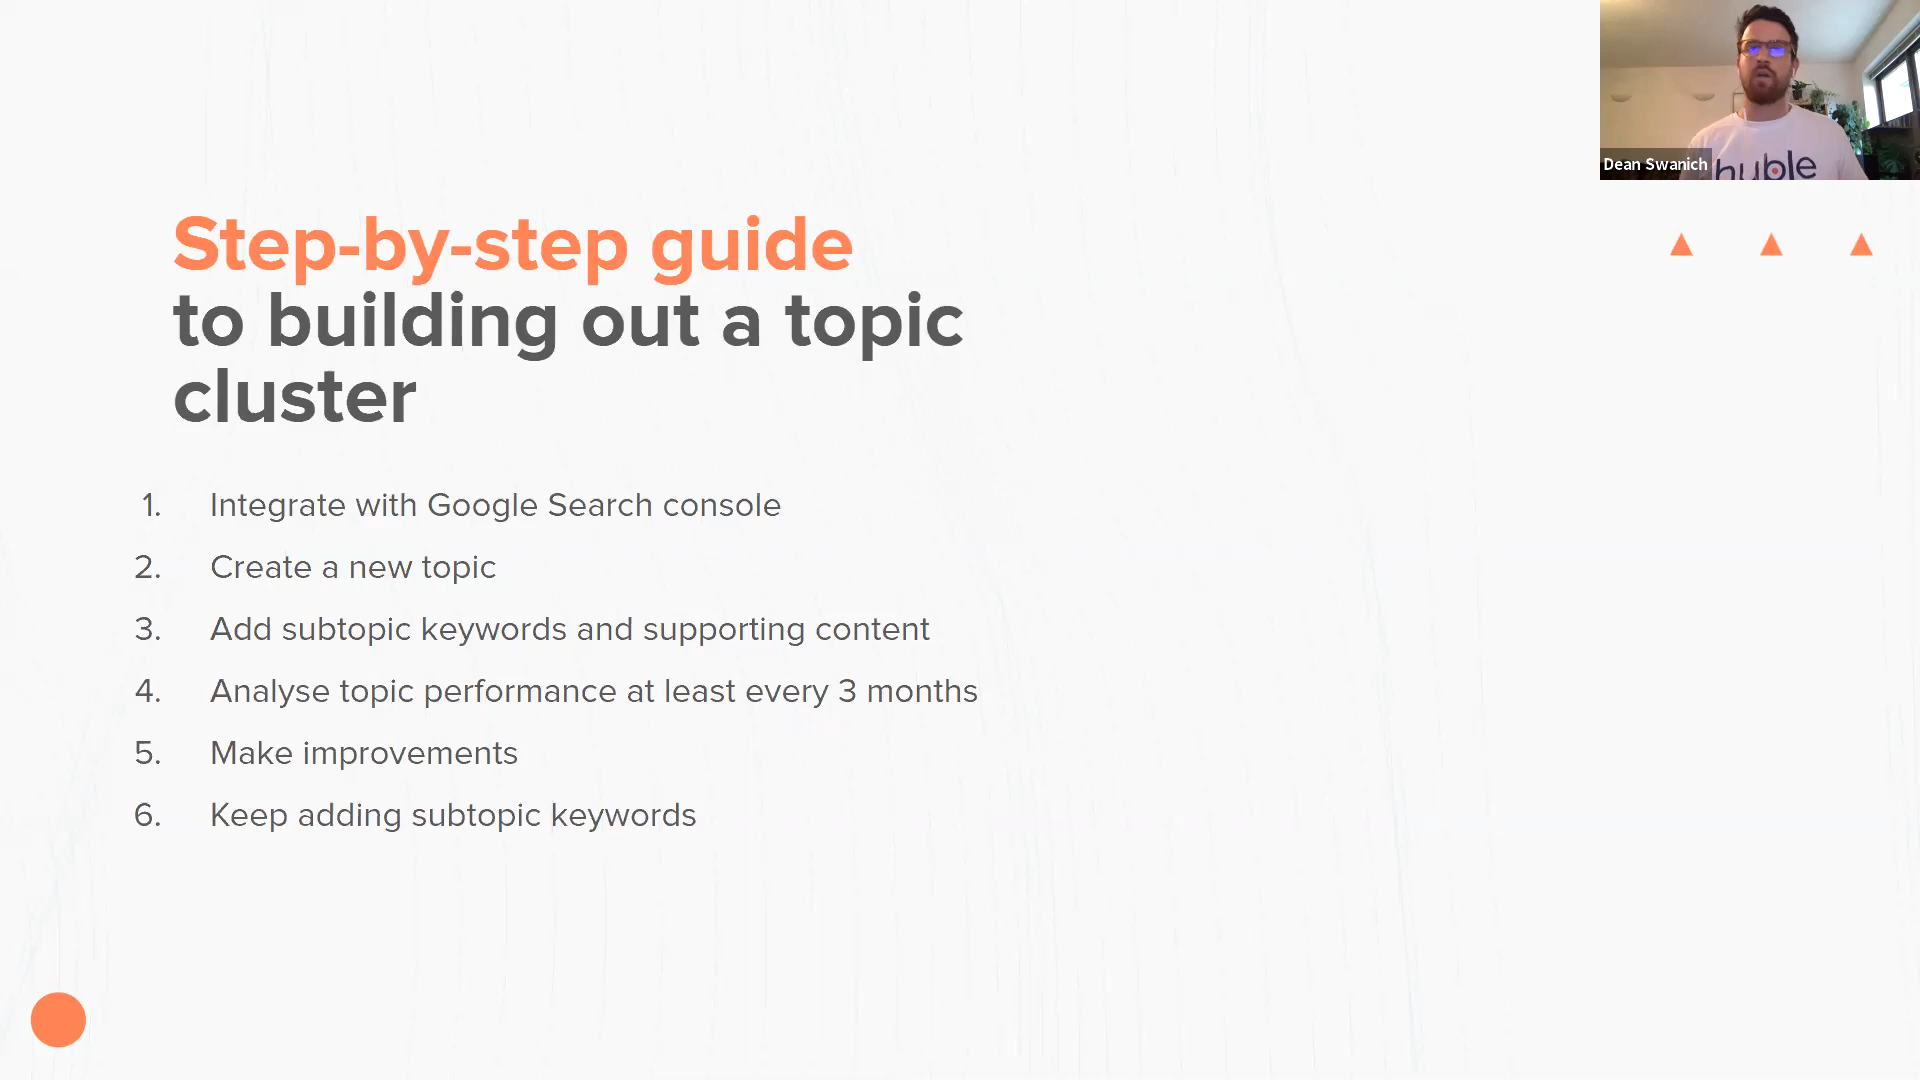 Dean Swanich
huble
Step-by-step guide
to building out a topic
cluster
1. Integrate with Google Search console
2. Create a new topic
3. Add subtopic keywords and supporting content
4. Analyse topic performance at least every 3 months
5. Make improvements
6. Keep adding subtopic keywords